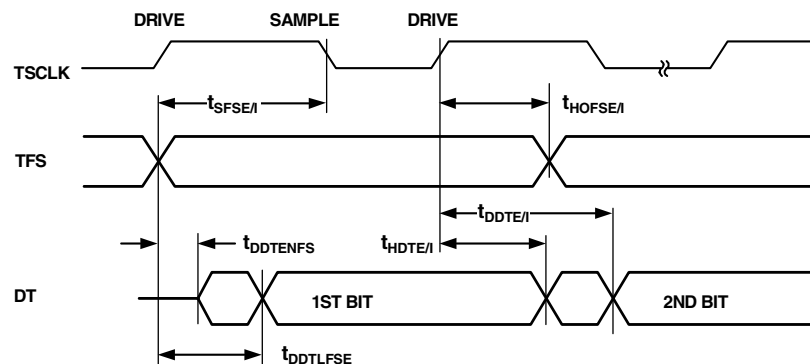 DRIVE SAMPLE DRIVE
TSCLK
tSFSE/I tHOFSE/I
TFS
tDDTE/I
tDDTENFS tHDTE/I
DT 1ST BIT 2ND BIT
tDDTLFSE